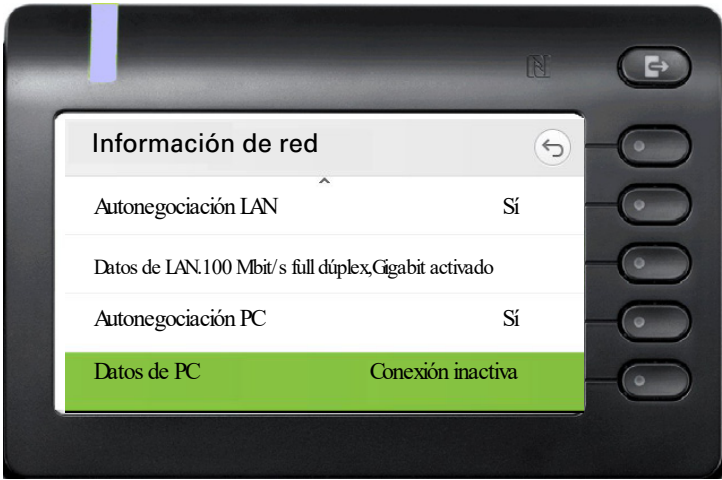 Información de red
Autonegociación LAN Sí
Datos de LAN.100 Mbit/s full dúplex,Gigabit activado
Autonegociación PC Sí
Datos de PC Conexión inactiva